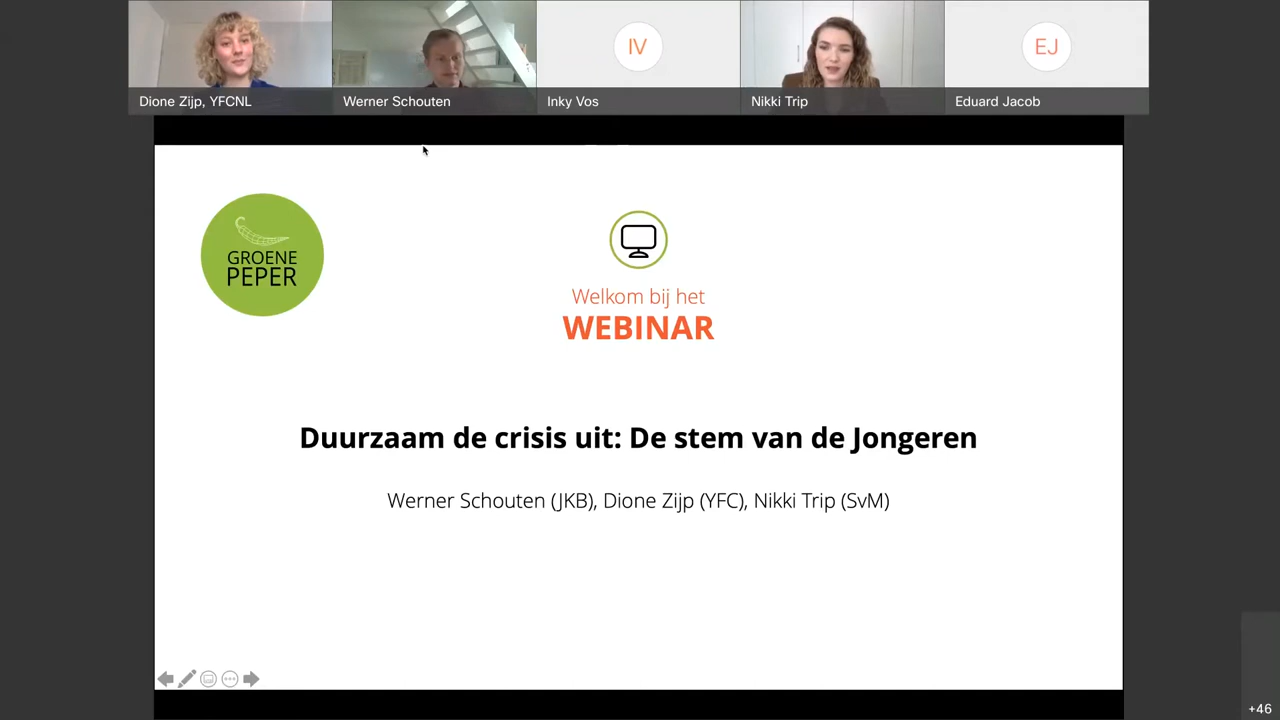 IV
EJ
Dione Zijp, YFCNL
Werner Schouten
Inky Vos
Nikki Trip
Eduard Jacob
GROENE
PEPER
Welkom bij het
WEBINAR
Duurzaam de crisis uit: De stem van de Jongeren
Werner Schouten (JKB), Dione Zijp (YFC), Nikki Trip (SvM)
+46